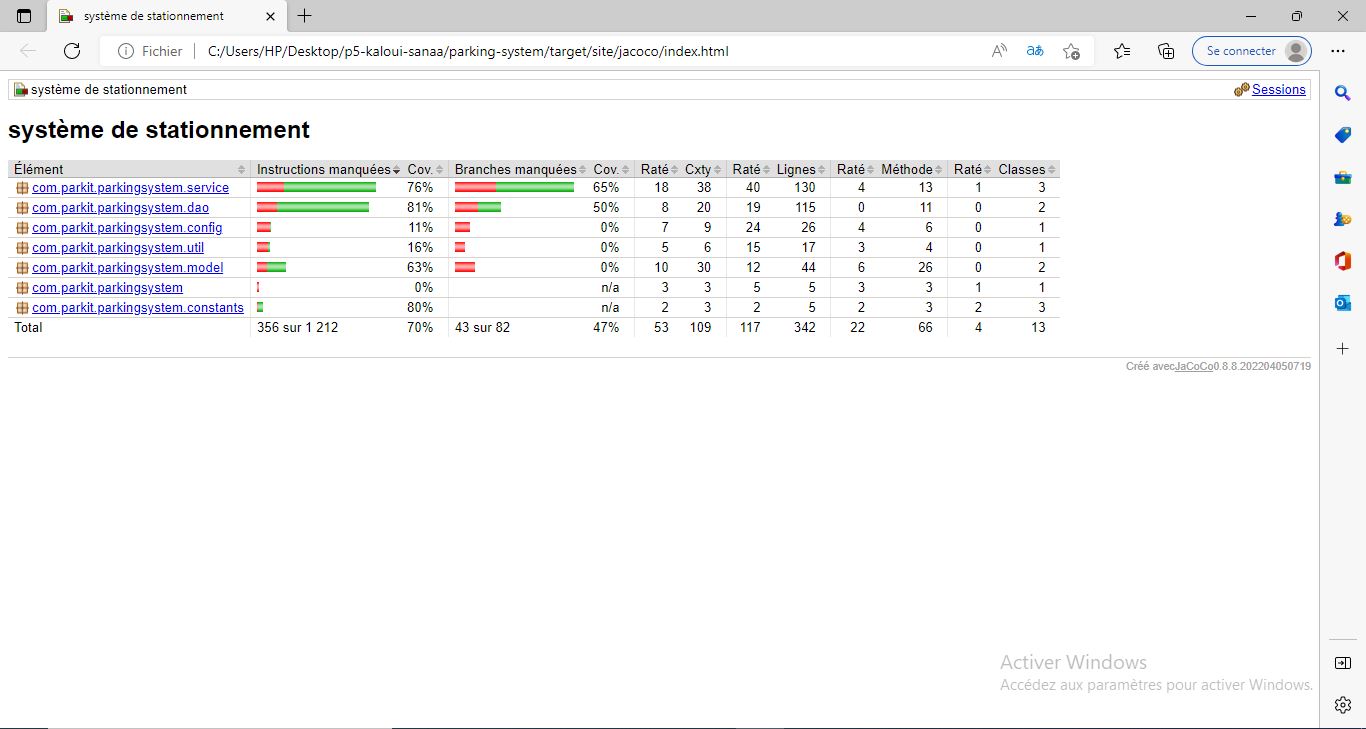 système de stationnement
Fichier C:/Users/HP/Desktop/p5-kaloui-sanaa/parking-system/target/site/jacoco/index.html Se connecter
système de stationnement Sessions
système de stationnement
Élément Instructions manquées Cov. Branches manquées Cov. Raté Cxty Raté Lignes Raté Méthode Raté Classes
com.parkit.parkingsystem.service 76% 65% 18 38 40 130 4 13 1 3
com.parkit.parkingsystem.dao 81% 50% 8 20 19 115 0 11 0 2
com.parkit.parkingsystem.config 11% 0% 7 9 24 26 4 6 0 1
com.parkit.parkingsystem.util 16% 0% 5 6 15 17 3 4 0 1
com.parkit.parkingsystem.model 63% 0% 10 30 12 44 6 26 0 2
com.parkit.parkingsystem 0% n/a 3 3 5 5 3 3 1 1
com.parkit.parkingsystem.constants 80% n/a 2 3 2 5 2 3 2 3
Total 356 sur 1 212 70% 43 sur 82 47% 53 109 117 342 22 66 4 13
Créé avecJaCoCo0.8.8.202204050719
Activer Windows
Accédez aux paramètres pour activer Windows.